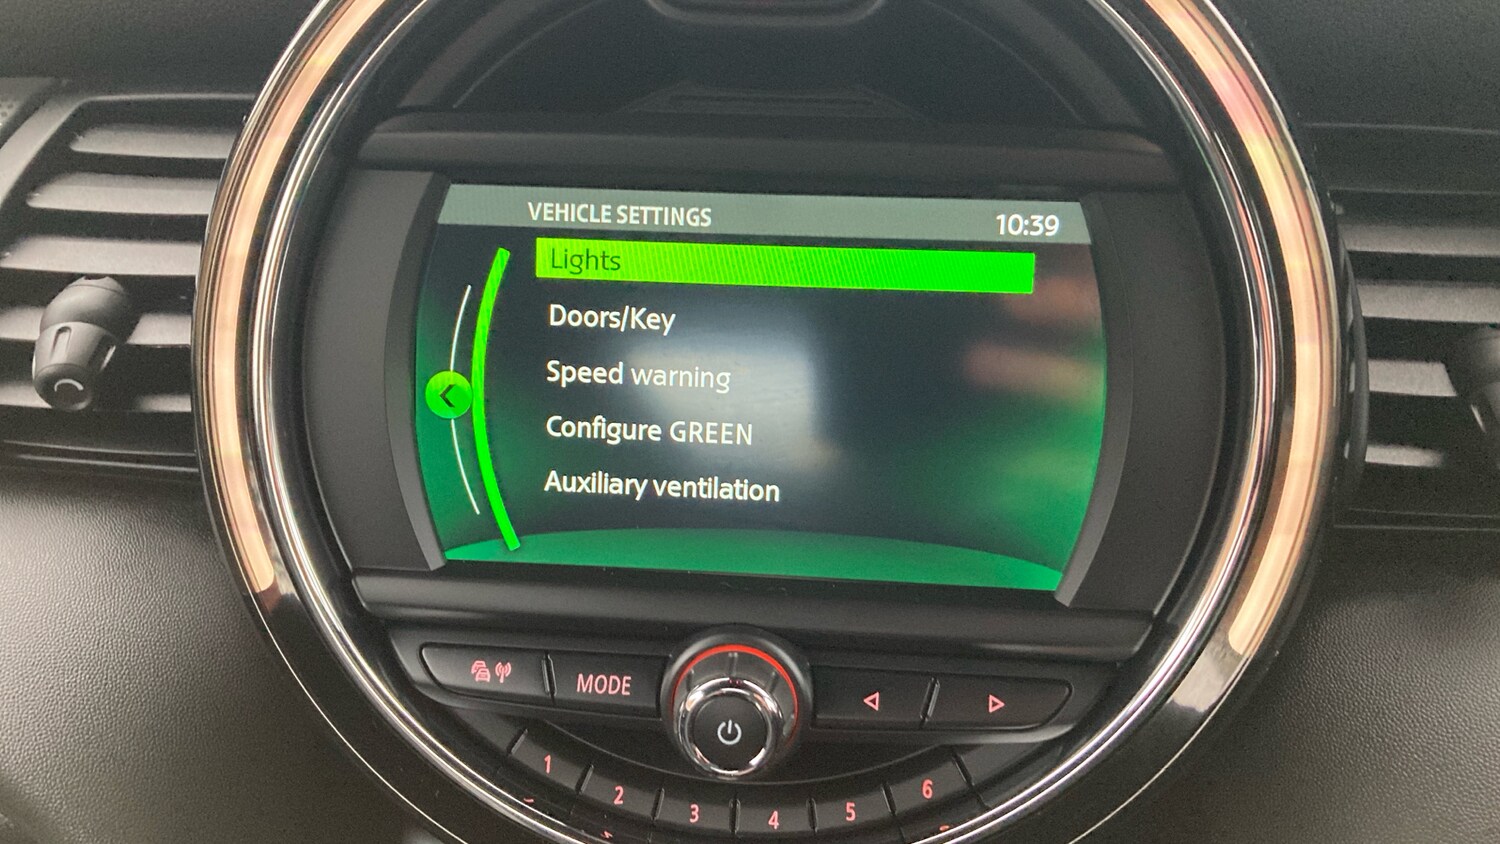 VEHICLE SETTINGS 10:39
Lights
Doors/Key
Speed warning
Configure GREEN
Auxiliary ventilation
MODE
1 2 3 4 5 6